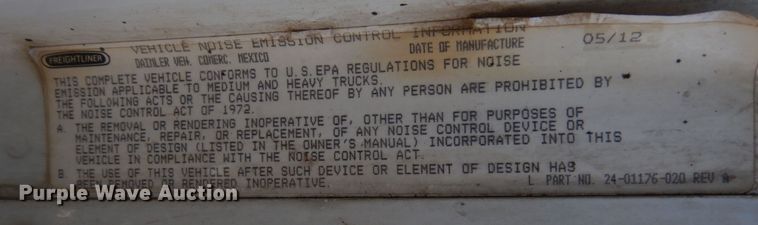 VEHICLE NOISE EMISSION CONTROL INFORMATION
FREIGHTLINER
DAIMLER VEH. COMERC. MEXICO
DATE OF MANUFACTURE
05/12
THIS COMPLETE VEHICLE CONFORMS TO U.S.EPA REGULATIONS FOR NOISE
EMISSION APPLICABLE TO MEDIUM AND HEAVY TRUCKS.
THE FOLLOWING ACTS OR THE CAUSING THEREOF BY ANY PERSON ARE PROHIBITED BY
THE NOISE CONTROL ACT OF 1972.
A. THE REMOVAL OR RENDERING INOPERATIVE OF, OTHER THAN FOR PURPOSES OF
MAINTENANCE, REPAIR, OR REPLACEMENT, OF ANY NOISE CONTROL DEVICE OR
ELEMENT OF DESIGN (LISTED IN THE OWNER'S MANUAL) INCORPORATED INTO THIS
VEHICLE IN COMPLIANCE WITH THE NOISE CONTROL ACT.
B. THE USE OF THIS VEHICLE AFTER SUCH DEVICE OR ELEMENT OF DESIGN HAS
BEEN REMOVED OR RENDERED INOPERATIVE.
L PART NO. 24-01176-020 REV A
Purple Wave Auction